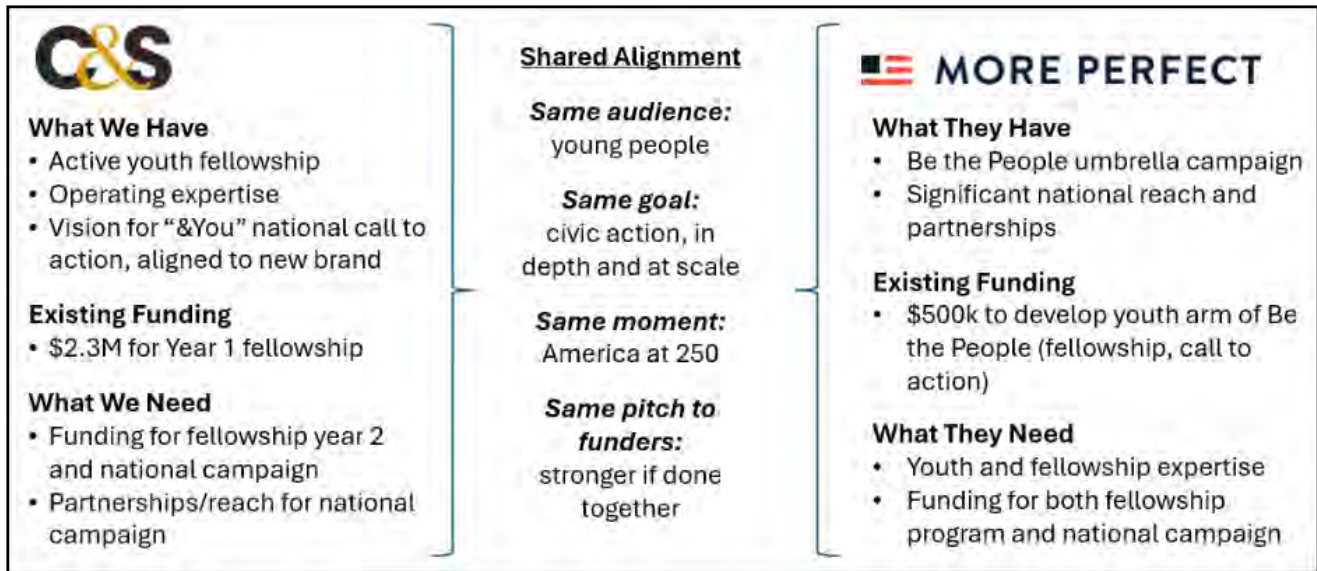 C&S
What We Have
• Active youth fellowship
• Operating expertise
• Vision for “&You” national call to
action, aligned to new brand
Existing Funding
• $2.3M for Year 1 fellowship
What We Need
• Funding for fellowship year 2
and national campaign
• Partnerships/reach for national
campaign
Shared Alignment
Same audience:
young people
Same goal:
civic action, in
depth and at scale
Same moment:
America at 250
Same pitch to
funders:
stronger if done
together
MORE PERFECT
What They Have
• Be the People umbrella campaign
• Significant national reach and
partnerships
Existing Funding
• $500k to develop youth arm of Be
the People (fellowship, call to
action)
What They Need
• Youth and fellowship expertise
• Funding for both fellowship
program and national campaign